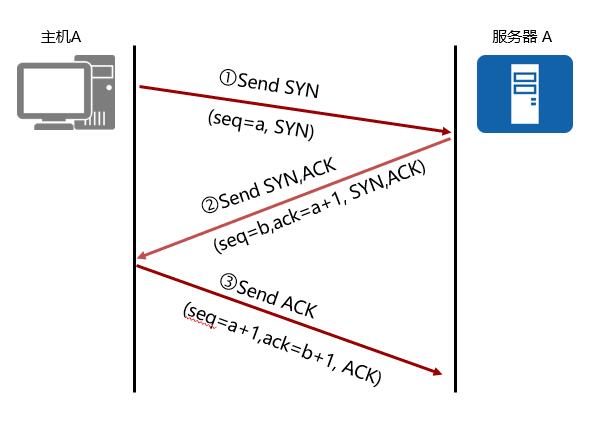 主机A
服务器 A
①Send SYN
(seq=a, SYN)
②Send SYN,ACK
(seq=b,ack=a+1, SYN,ACK)
③Send ACK
(seq=a+1,ack=b+1, ACK)